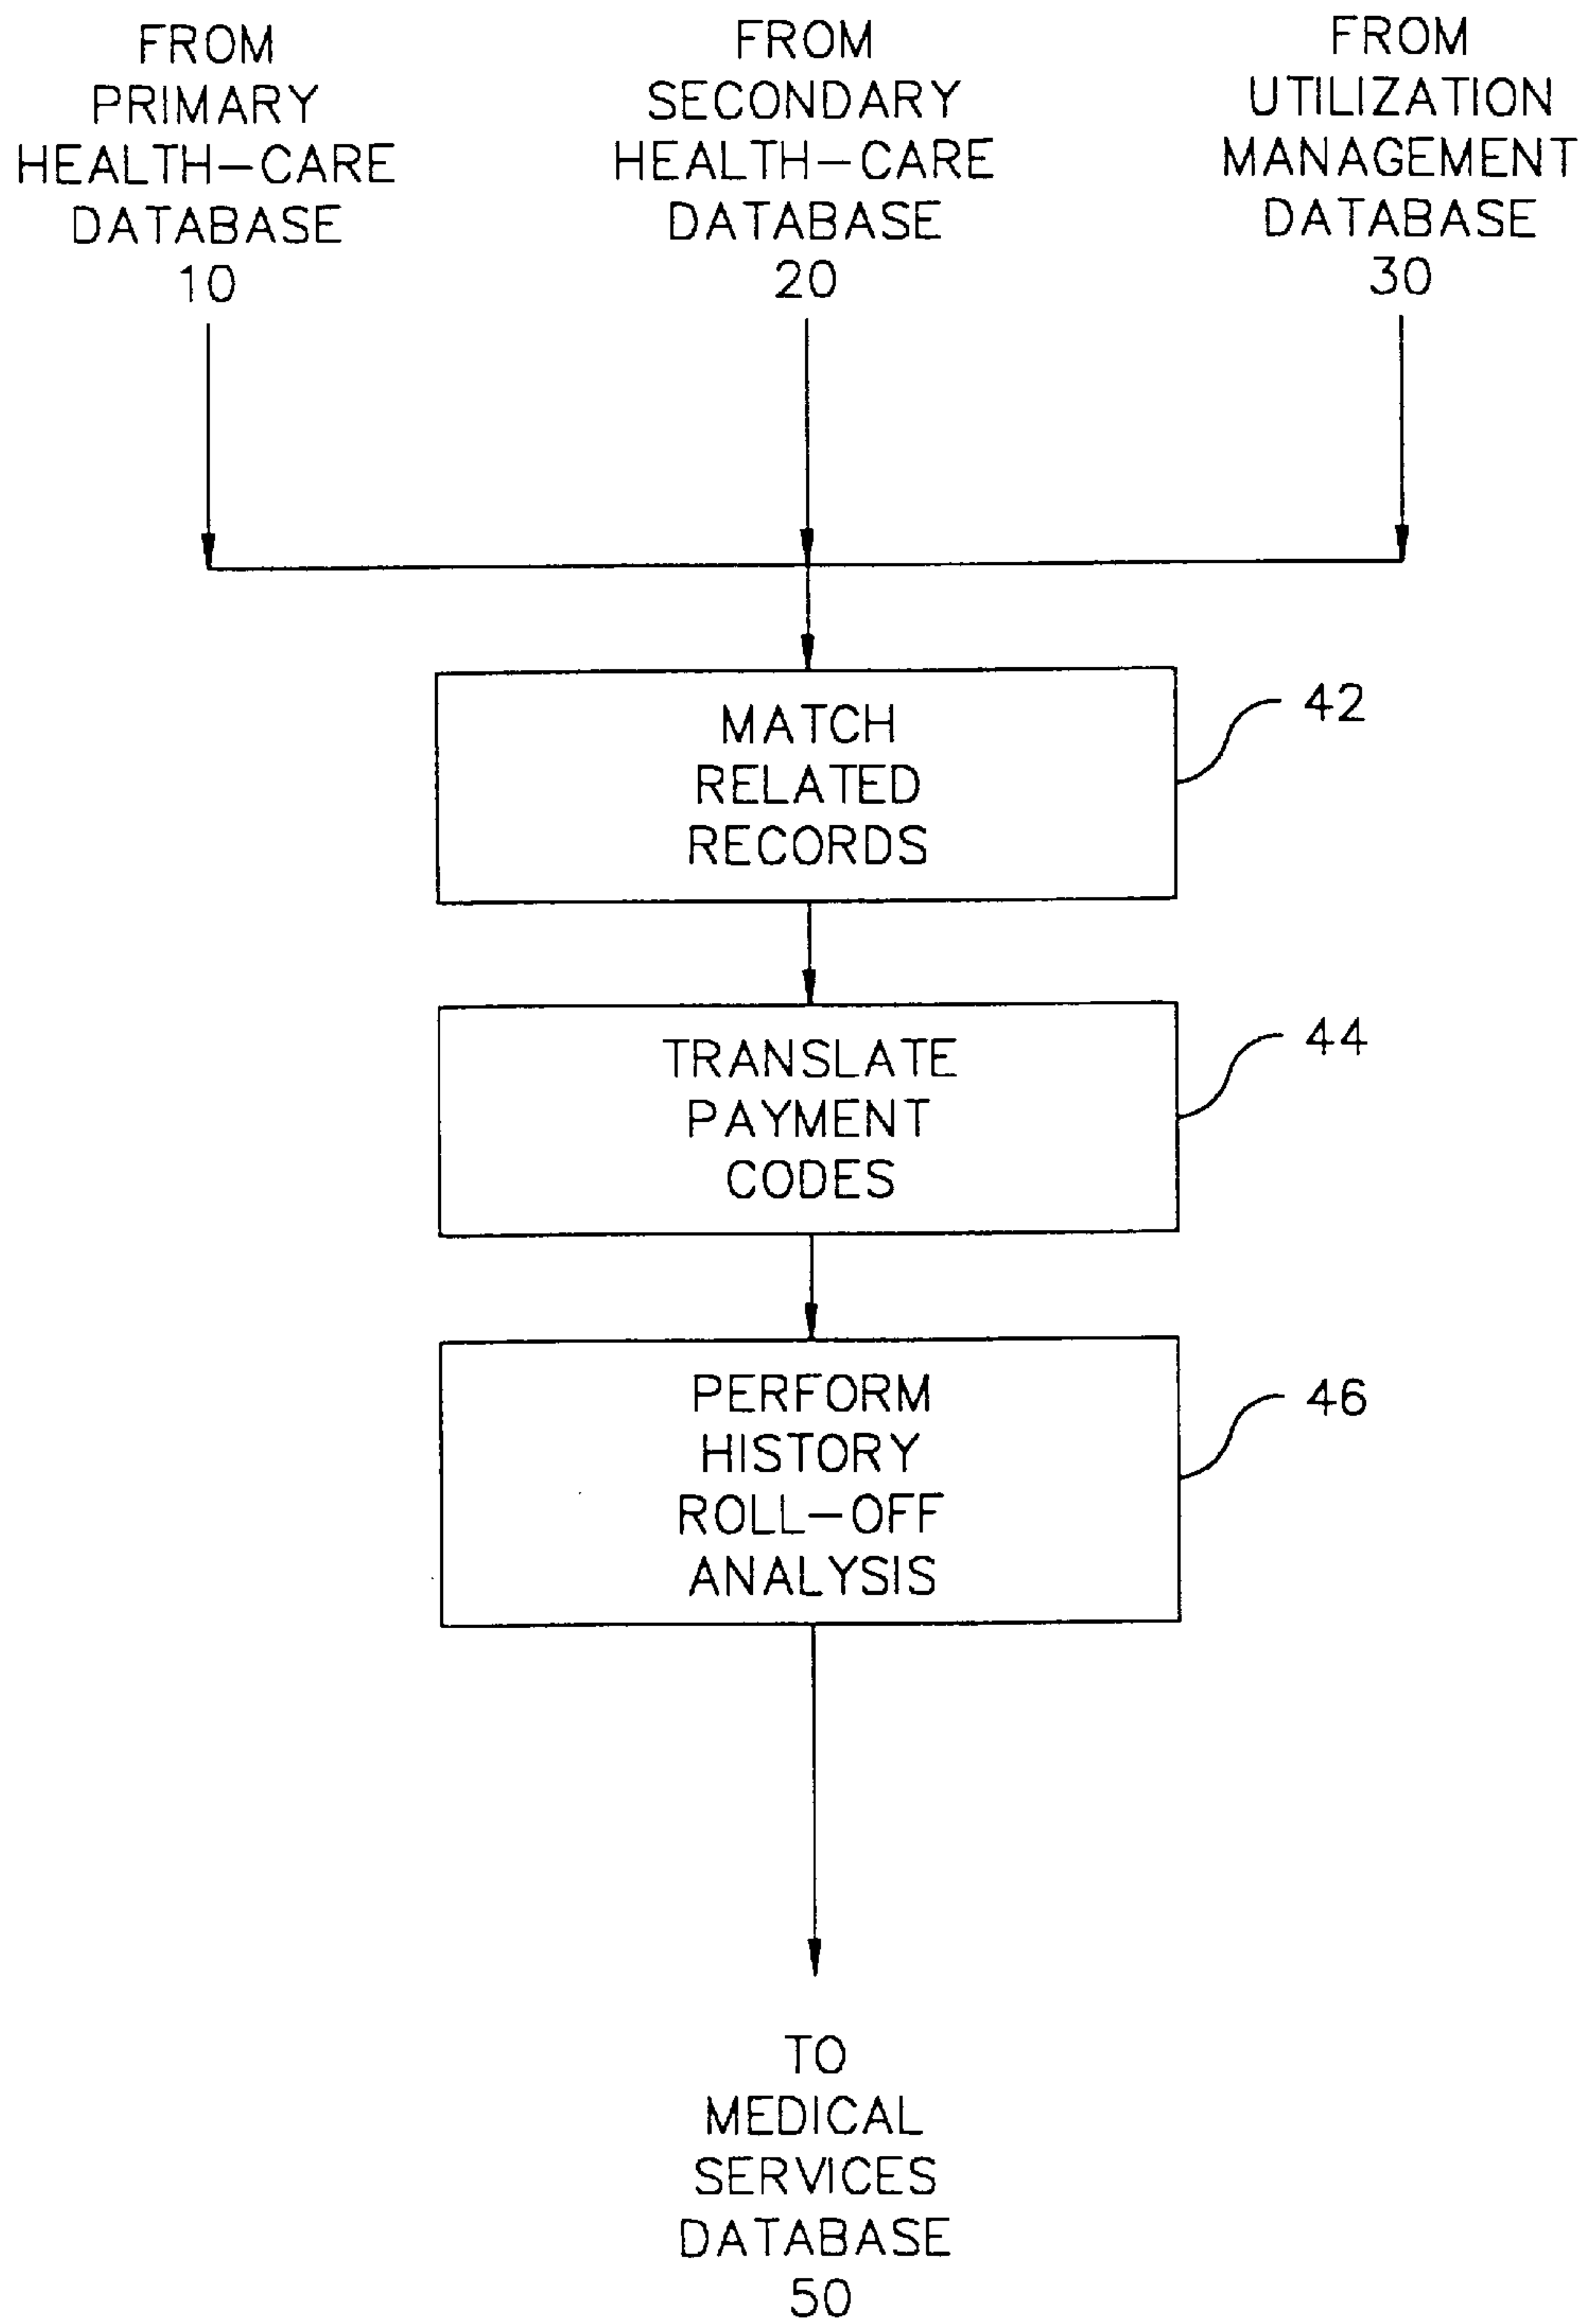 FROM
PRIMARY
HEALTH-CARE
DATABASE
10
FROM
SECONDARY
HEALTH-CARE
DATABASE
20
FROM
UTILIZATION
MANAGEMENT
DATABASE
30
MATCH
RELATED
RECORDS
42
TRANSLATE
PAYMENT
CODES
44
PERFORM
HISTORY
ROLL-OFF
ANALYSIS
46
TO
MEDICAL
SERVICES
DATABASE
50